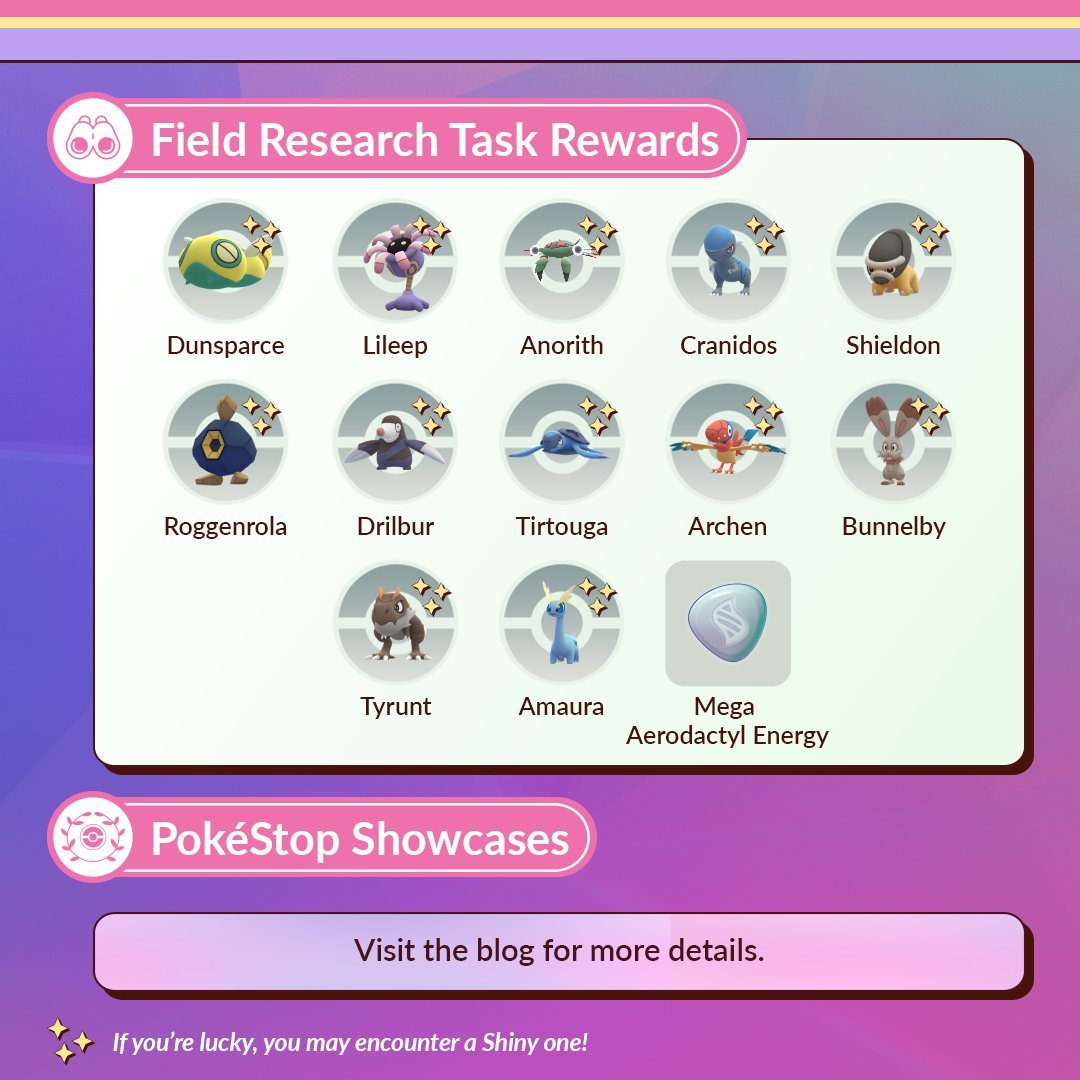 Field Research Task Rewards
Dunsparce
Lileep
Anorith
Cranidos
Shieldon
Roggenrola
Drilbur
Tirtouga
Archen
Bunnelby
Tyrunt
Amaura
Mega
Aerodactyl Energy
PokéStop Showcases
Visit the blog for more details.
If you’re lucky, you may encounter a Shiny one!